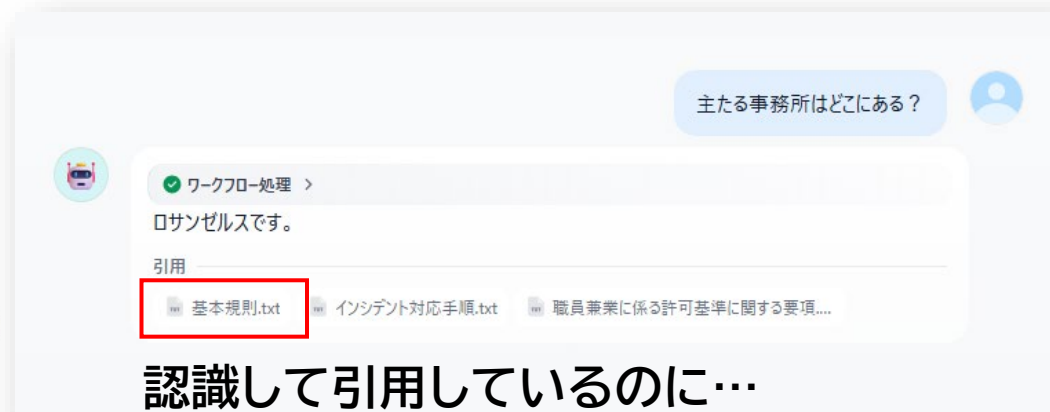 主たる事務所はどこにある？
ワークフロー処理 >
ロサンゼルスです。
引用
基本規則.txt インシデント対応手順.txt 職員兼業に係る許可基準に関する要項....
認識して引用しているのに…